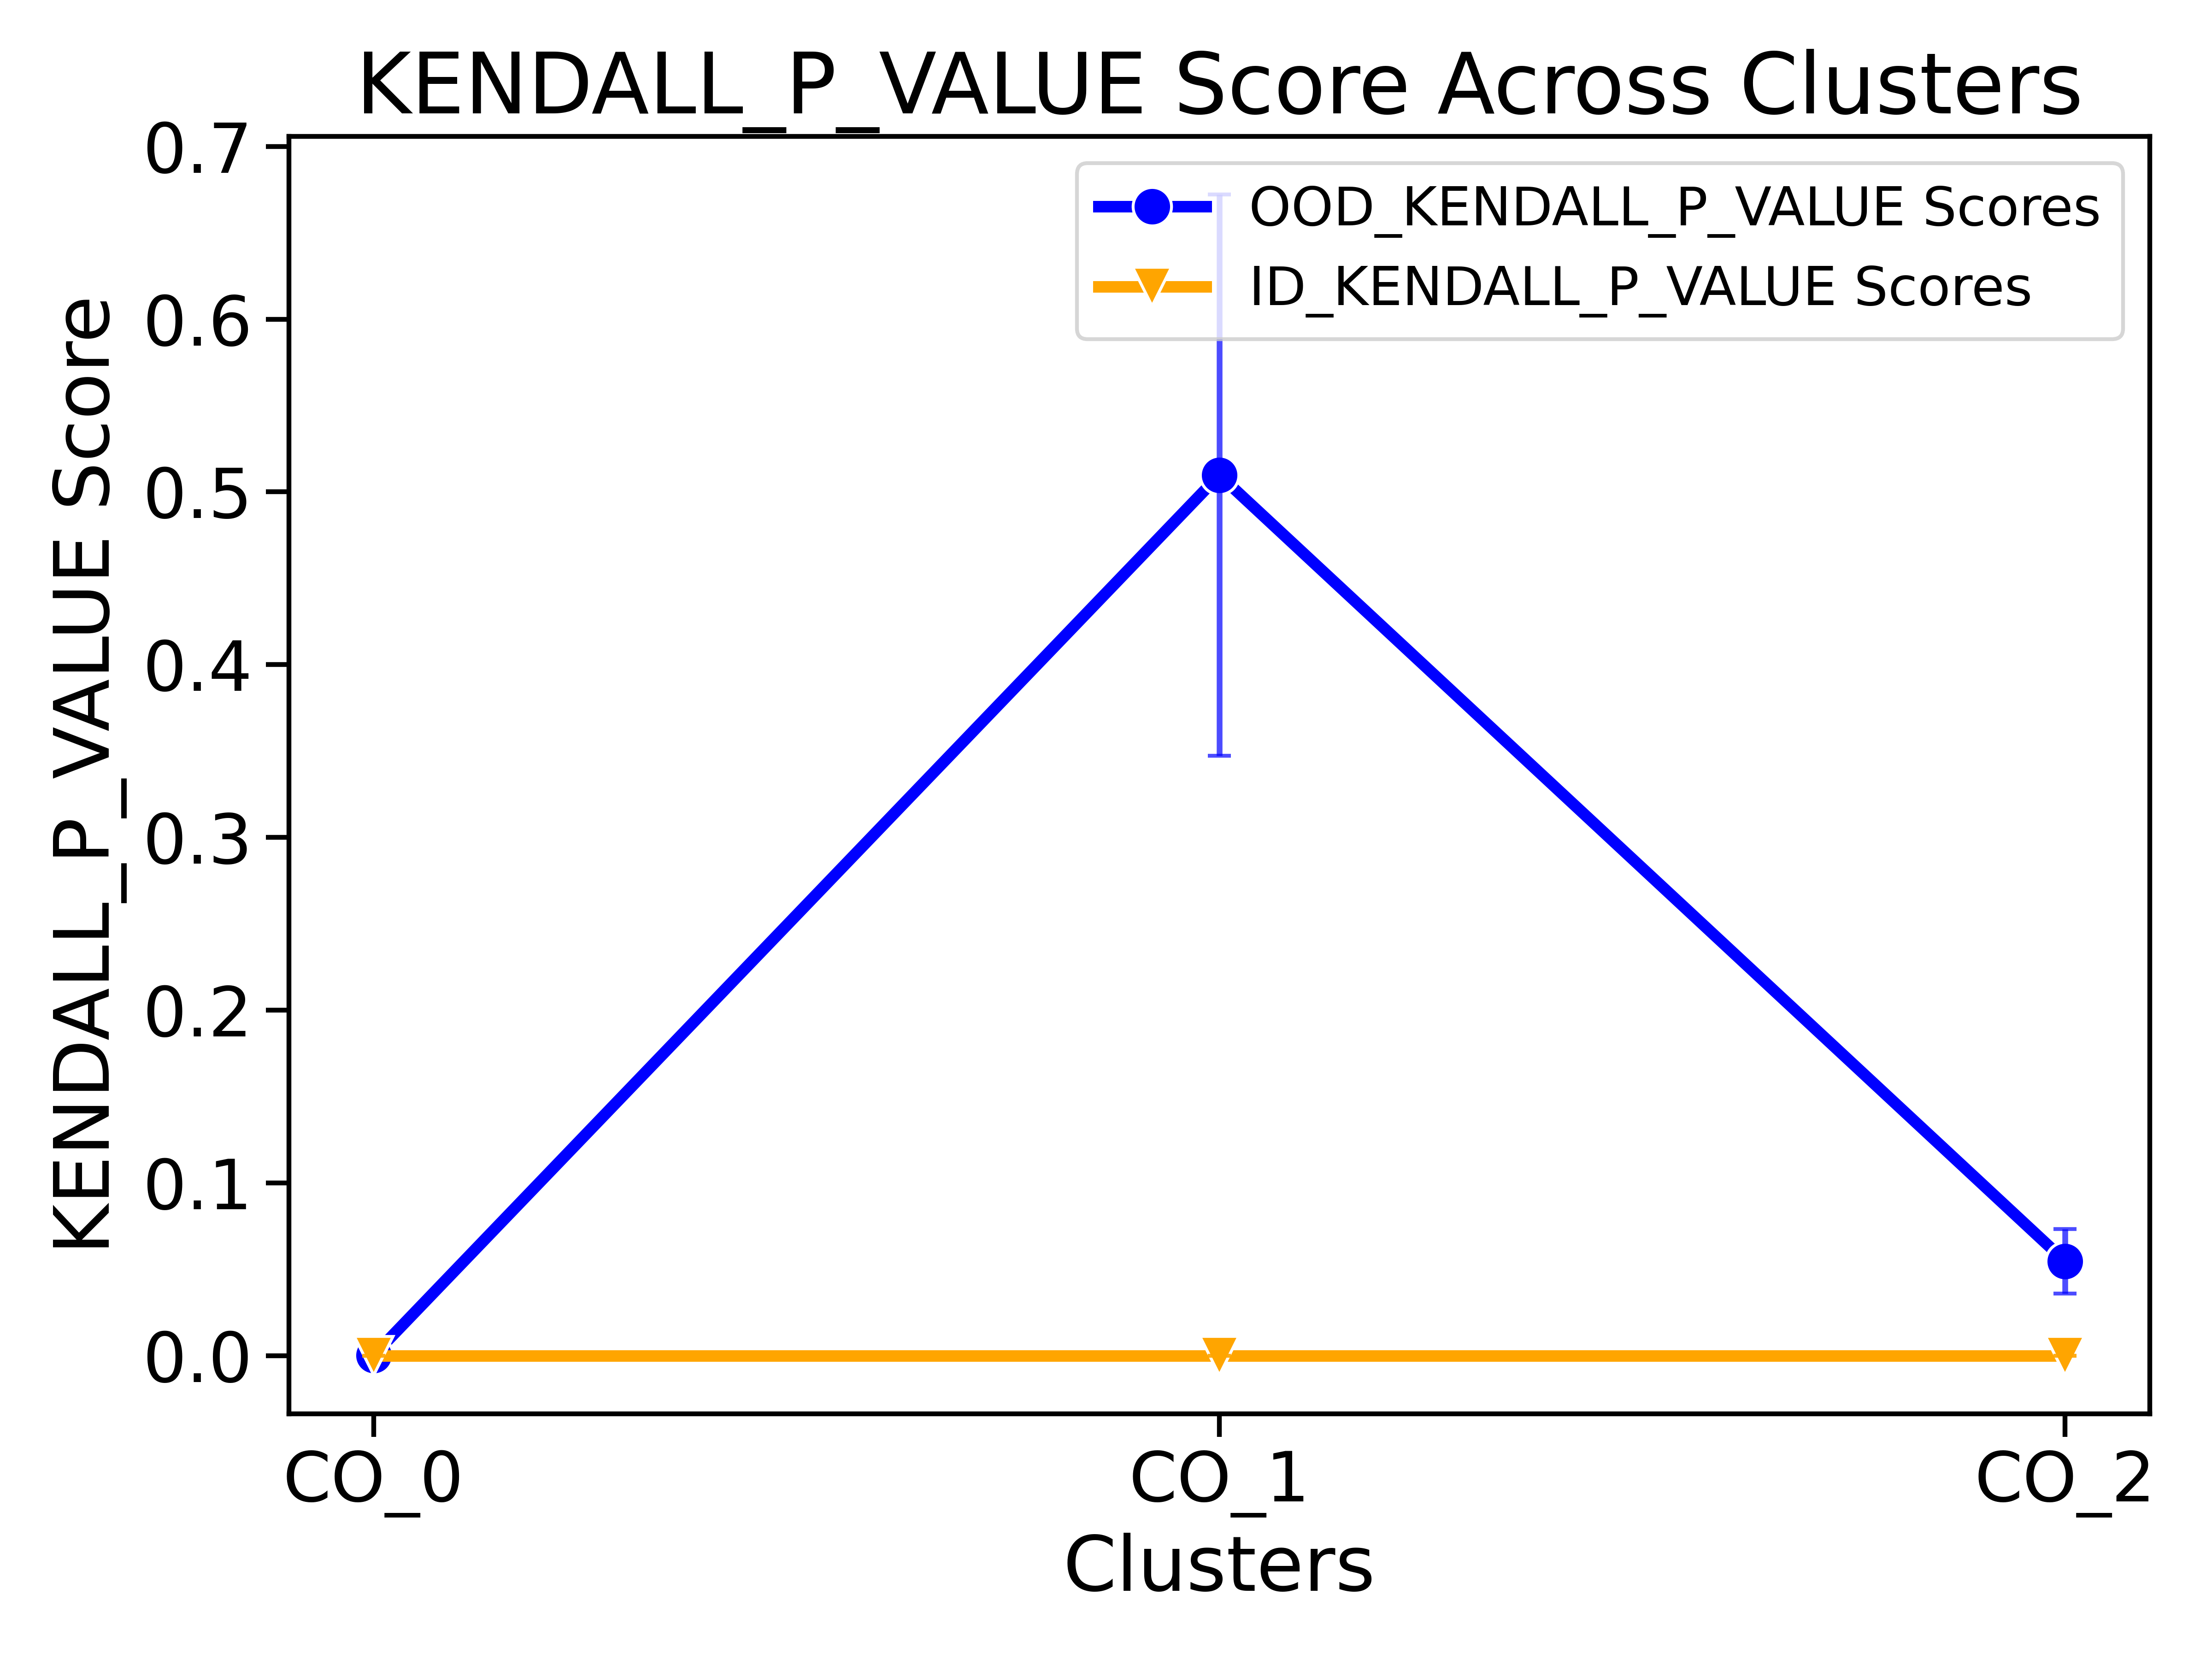 KENDALL_P_VALUE Score Across Clusters
KENDALL_P_VALUE Score
0.7
0.6
0.5
0.4
0.3
0.2
0.1
0.0
OOD_KENDALL_P_VALUE Scores
ID_KENDALL_P_VALUE Scores
CO_0 CO_1 CO_2
Clusters